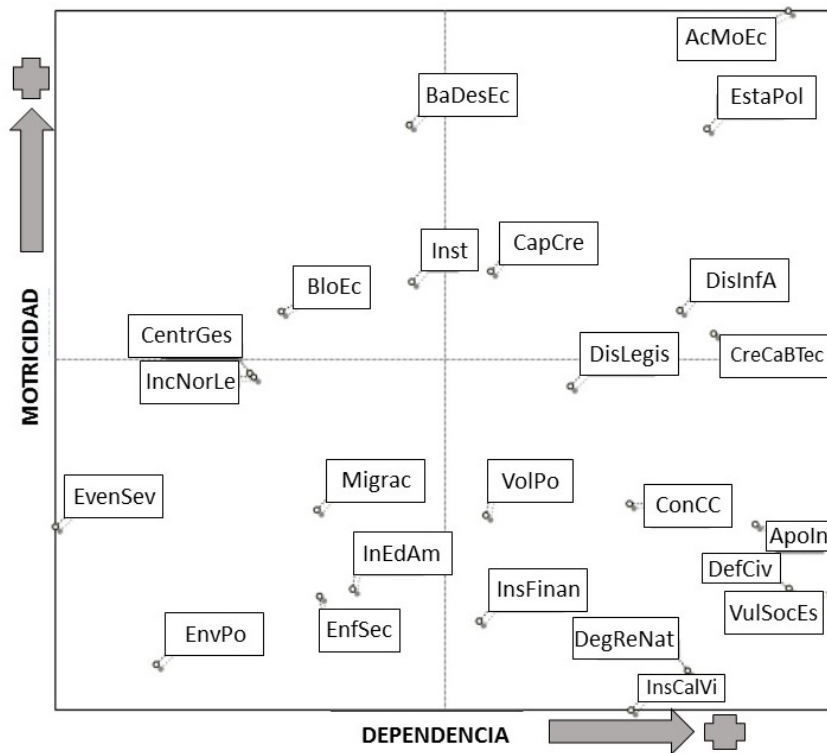 AcMoEc
BaDesEc
EstaPol
Inst
CapCre
BloEc
DisInfA
CentrGes
DisLegis
CreCaBTec
IncNorLe
MOTRICIDAD
EvenSev
Migrac
VolPo
ConCC
ApoIn
InEdAm
DefCiv
InsFinan
VulSocEs
EnfSec
EnvPo
DegReNat
InsCalVi
DEPENDENCIA